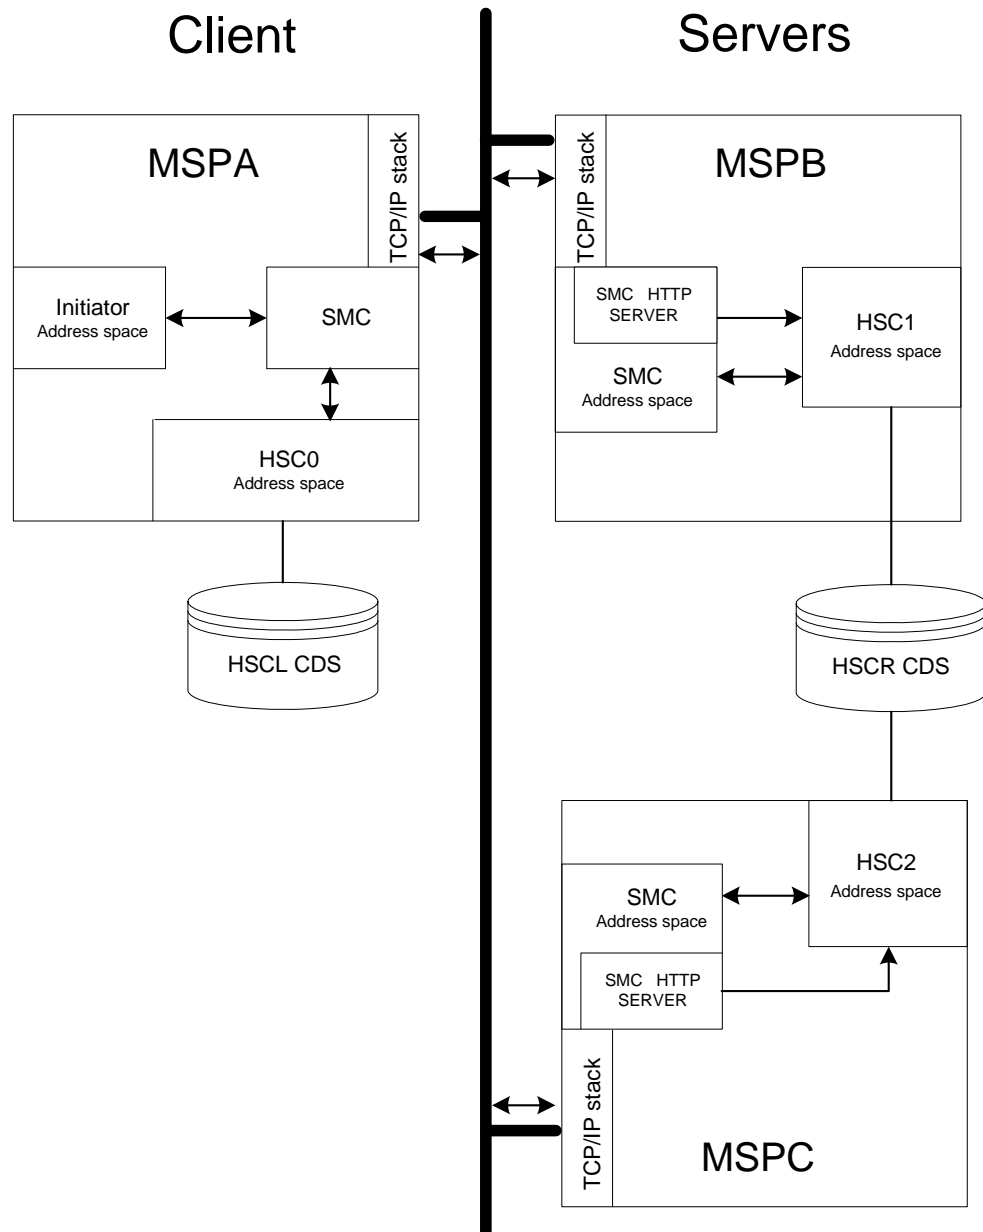 Client
Servers
MSPA
TCP/IP stack
Initiator
Address space
SMC
HSC0
Address space
HSCL CDS
TCP/IP stack
MSPB
SMC HTTP
SERVER
SMC
Address space
HSC1
Address space
HSCR CDS
HSC2
Address space
SMC
Address space
SMC HTTP
SERVER
TCP/IP stack
MSPC